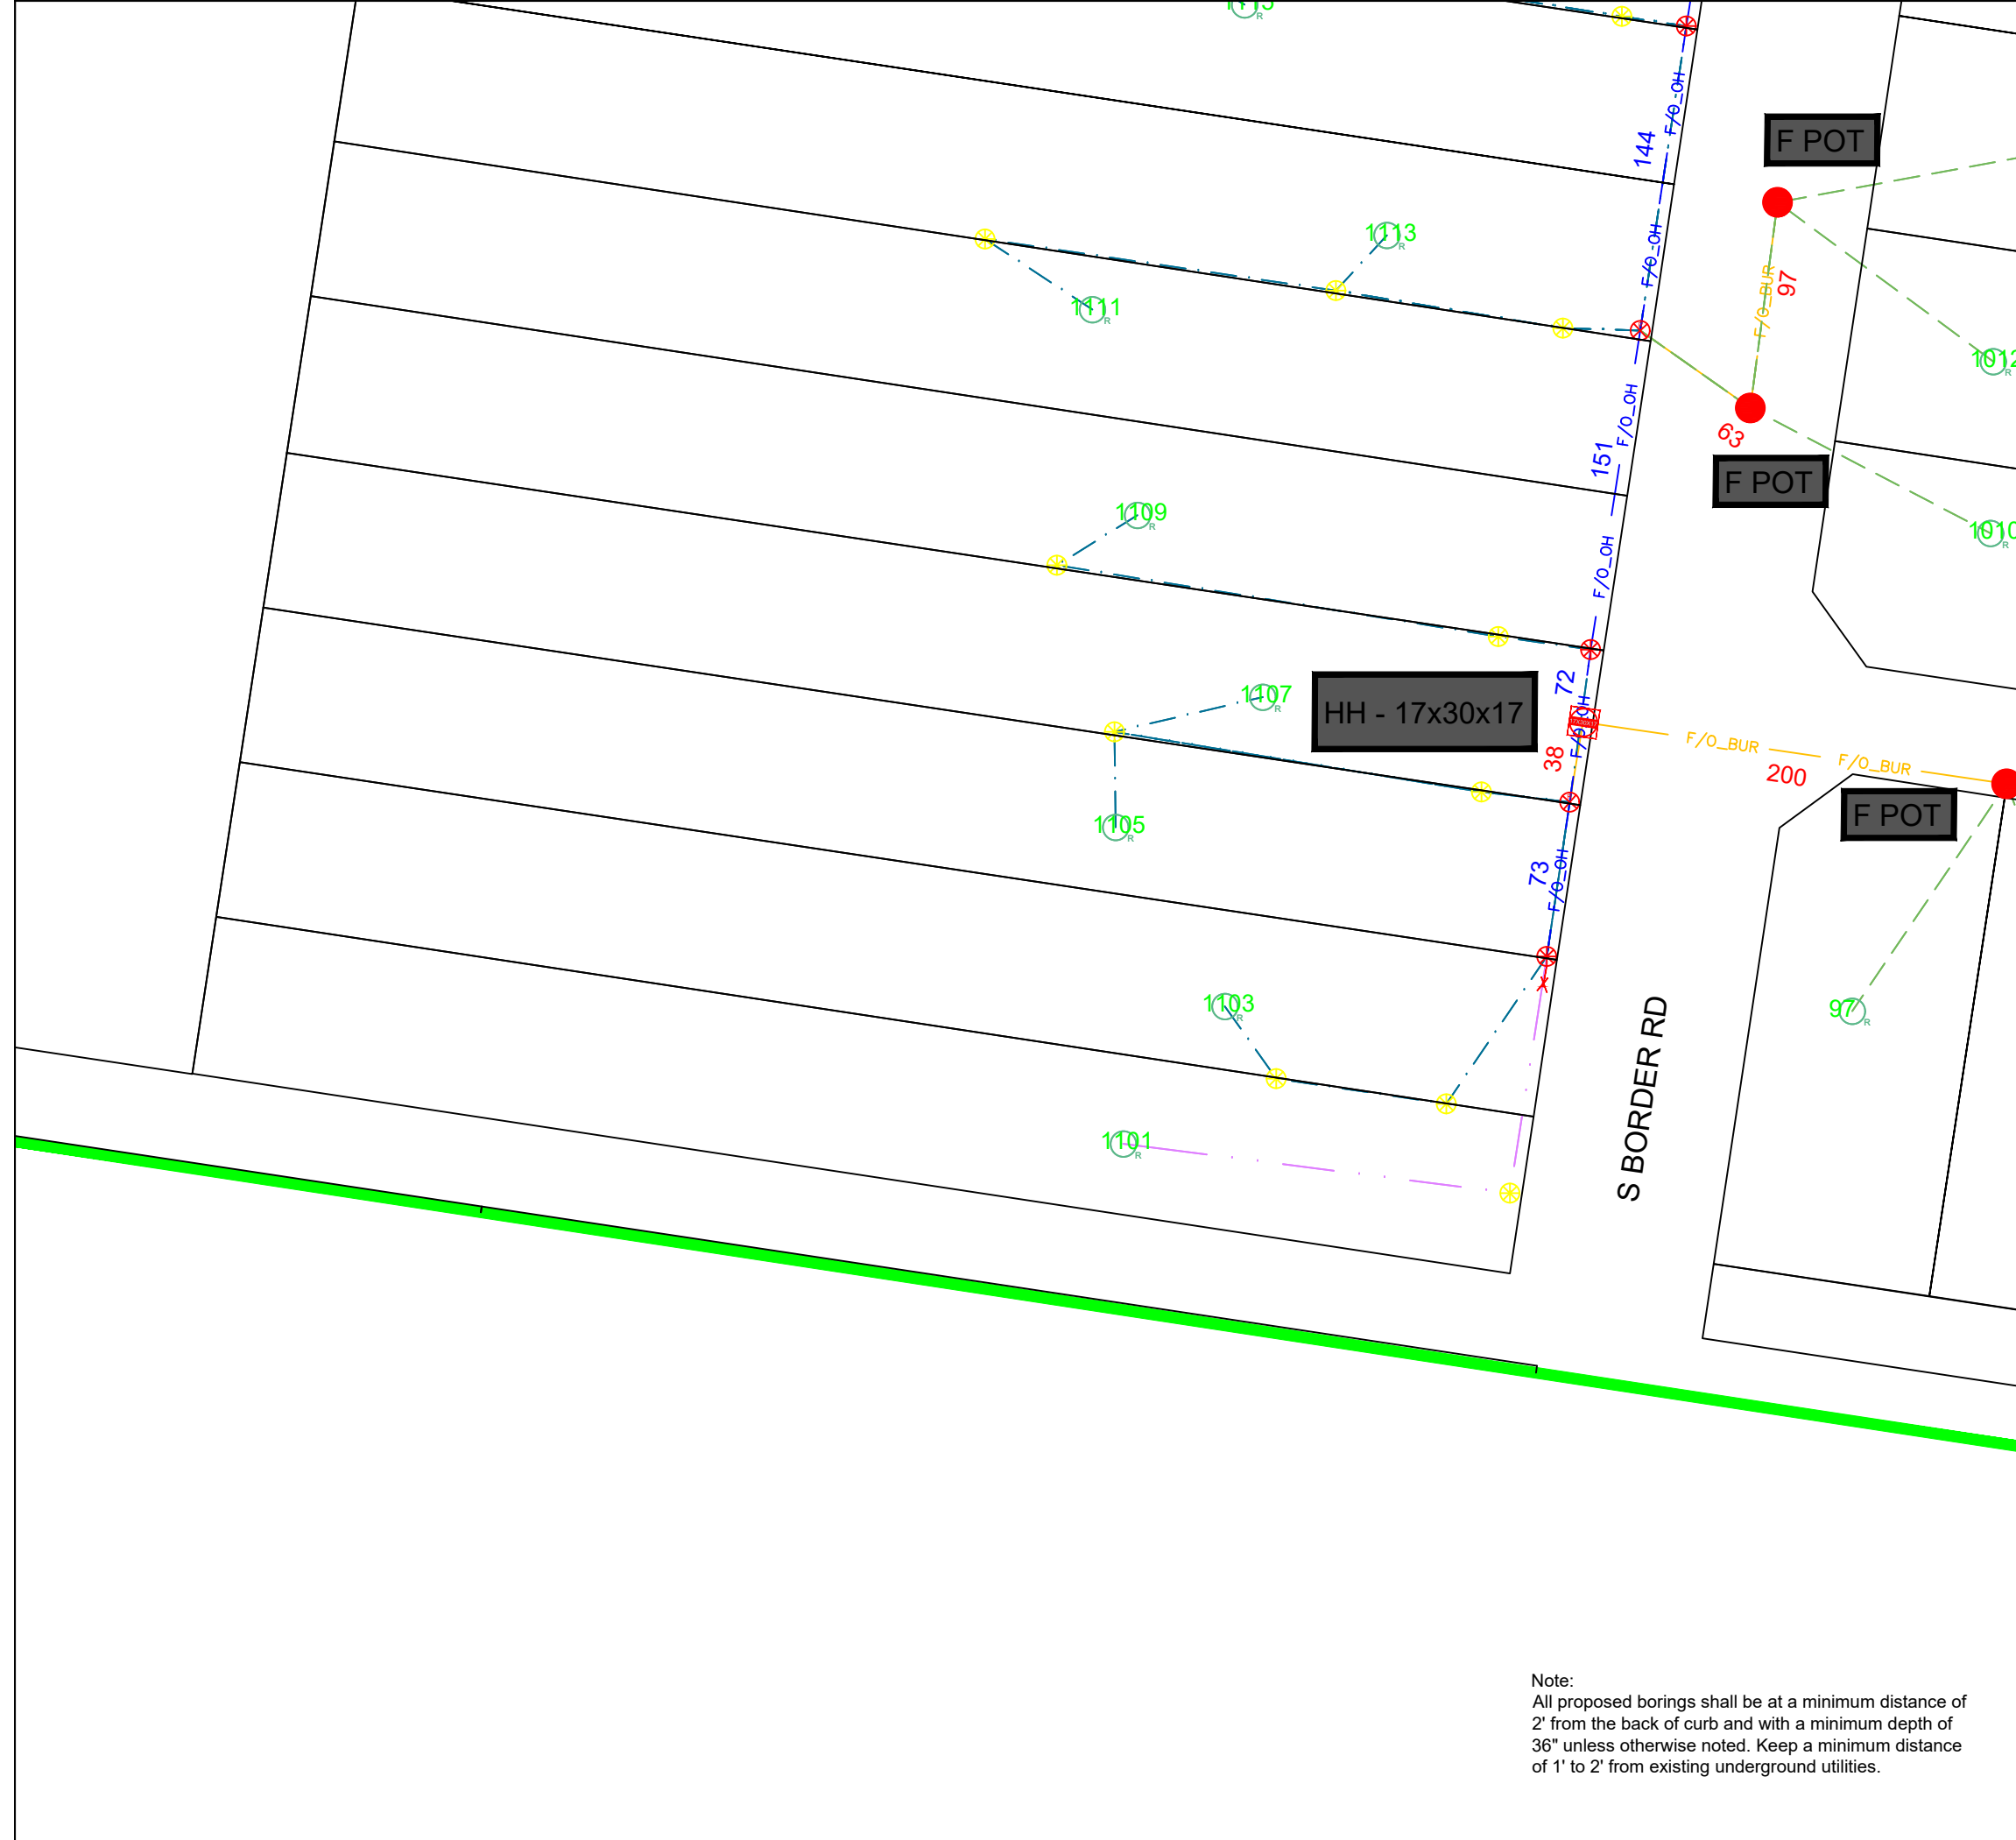 F/O_OH
144
F POT
1113
F/O_OH
F/O_BUR
97
1111
R
R
R
F/O_OH
63
151
F POT
1109
R
F/O_OH
1010
R
1107
R
HH - 17x30x17
72
F/O_OH
38
F/O_BUR
F/O_BUR
200
F POT
1105
R
73
F/O_OH
1103
R
97
R
S BORDER RD
1101
R
Note:
All proposed borings shall be at a minimum distance of
2' from the back of curb and with a minimum depth of
36" unless otherwise noted. Keep a minimum distance
of 1' to 2' from existing underground utilities.